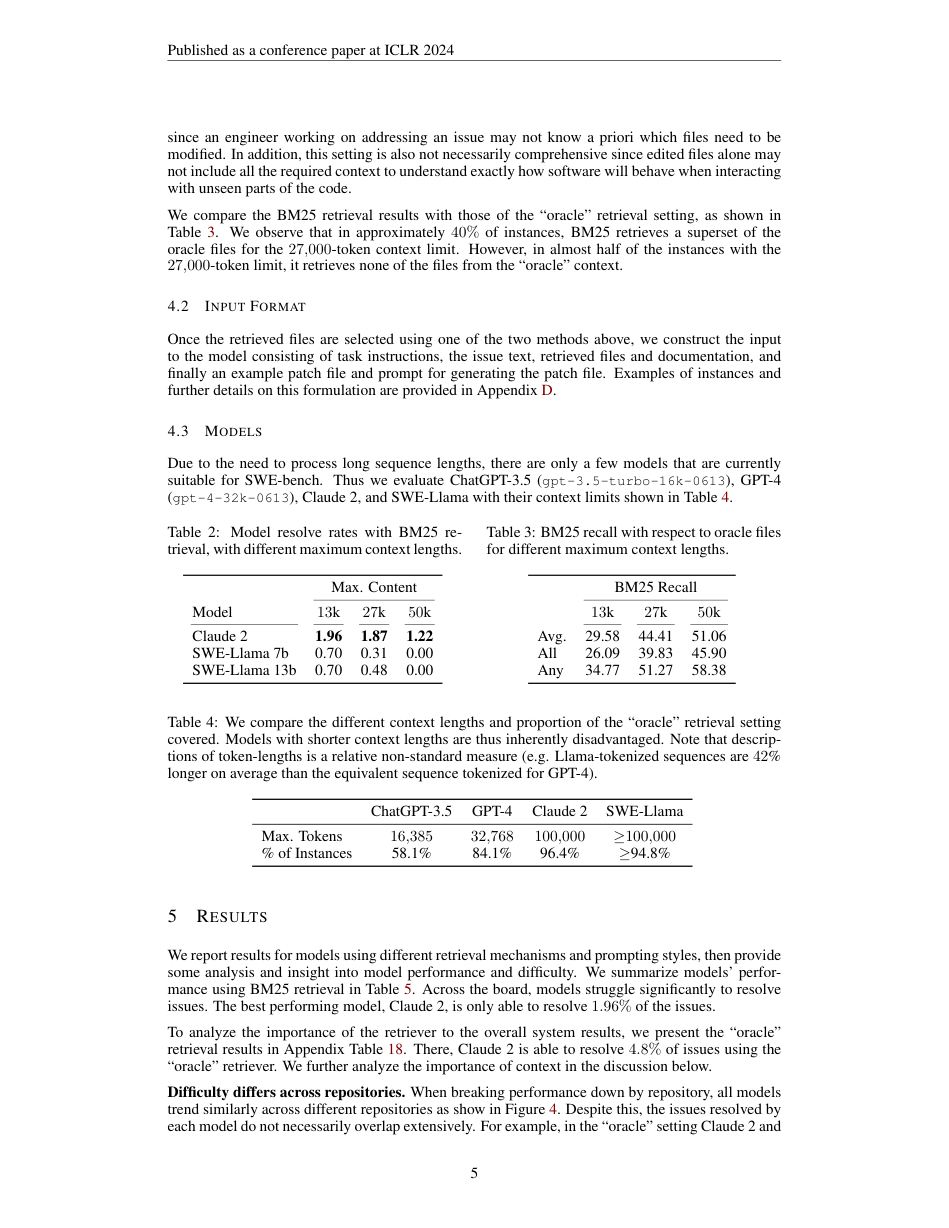 Published as a conference paper at ICLR 2024
since an engineer working on addressing an issue may not know a priori which files need to be
modified. In addition, this setting is also not necessarily comprehensive since edited files alone may
not include all the required context to understand exactly how software will behave when interacting
with unseen parts of the code.
We compare the BM25 retrieval results with those of the “oracle” retrieval setting, as shown in
Table 3. We observe that in approximately 40% of instances, BM25 retrieves a superset of the
oracle files for the 27,000-token context limit. However, in almost half of the instances with the
27,000-token limit, it retrieves none of the files from the “oracle” context.
4.2 INPUT FORMAT
Once the retrieved files are selected using one of the two methods above, we construct the input
to the model consisting of task instructions, the issue text, retrieved files and documentation, and
finally an example patch file and prompt for generating the patch file. Examples of instances and
further details on this formulation are provided in Appendix D.
4.3 MODELS
Due to the need to process long sequence lengths, there are only a few models that are currently
suitable for SWE-bench. Thus we evaluate ChatGPT-3.5 (gpt-3.5-turbo-16k-0613), GPT-4
(gpt-4-32k-0613), Claude 2, and SWE-Llama with their context limits shown in Table 4.
Table 2: Model resolve rates with BM25 re-
trieval, with different maximum context lengths.
Max. Content
Model 13k 27k 50k
Claude 2 1.96 1.87 1.22
SWE-Llama 7b 0.70 0.31 0.00
SWE-Llama 13b 0.70 0.48 0.00
Table 3: BM25 recall with respect to oracle files
for different maximum context lengths.
BM25 Recall
13k 27k 50k
Avg. 29.58 44.41 51.06
All 26.09 39.83 45.90
Any 34.77 51.27 58.38
Table 4: We compare the different context lengths and proportion of the “oracle” retrieval setting
covered. Models with shorter context lengths are thus inherently disadvantaged. Note that descrip-
tions of token-lengths is a relative non-standard measure (e.g. Llama-tokenized sequences are 42%
longer on average than the equivalent sequence tokenized for GPT-4).
ChatGPT-3.5 GPT-4 Claude 2 SWE-Llama
Max. Tokens 16,385 32,768 100,000 ≥100,000
% of Instances 58.1% 84.1% 96.4% ≥94.8%
5 RESULTS
We report results for models using different retrieval mechanisms and prompting styles, then provide
some analysis and insight into model performance and difficulty. We summarize models’ perfor-
mance using BM25 retrieval in Table 5. Across the board, models struggle significantly to resolve
issues. The best performing model, Claude 2, is only able to resolve 1.96% of the issues.
To analyze the importance of the retriever to the overall system results, we present the “oracle”
retrieval results in Appendix Table 18. There, Claude 2 is able to resolve 4.8% of issues using the
“oracle” retriever. We further analyze the importance of context in the discussion below.
Difficulty differs across repositories. When breaking performance down by repository, all models
trend similarly across different repositories as show in Figure 4. Despite this, the issues resolved by
each model do not necessarily overlap extensively. For example, in the “oracle” setting Claude 2 and
5